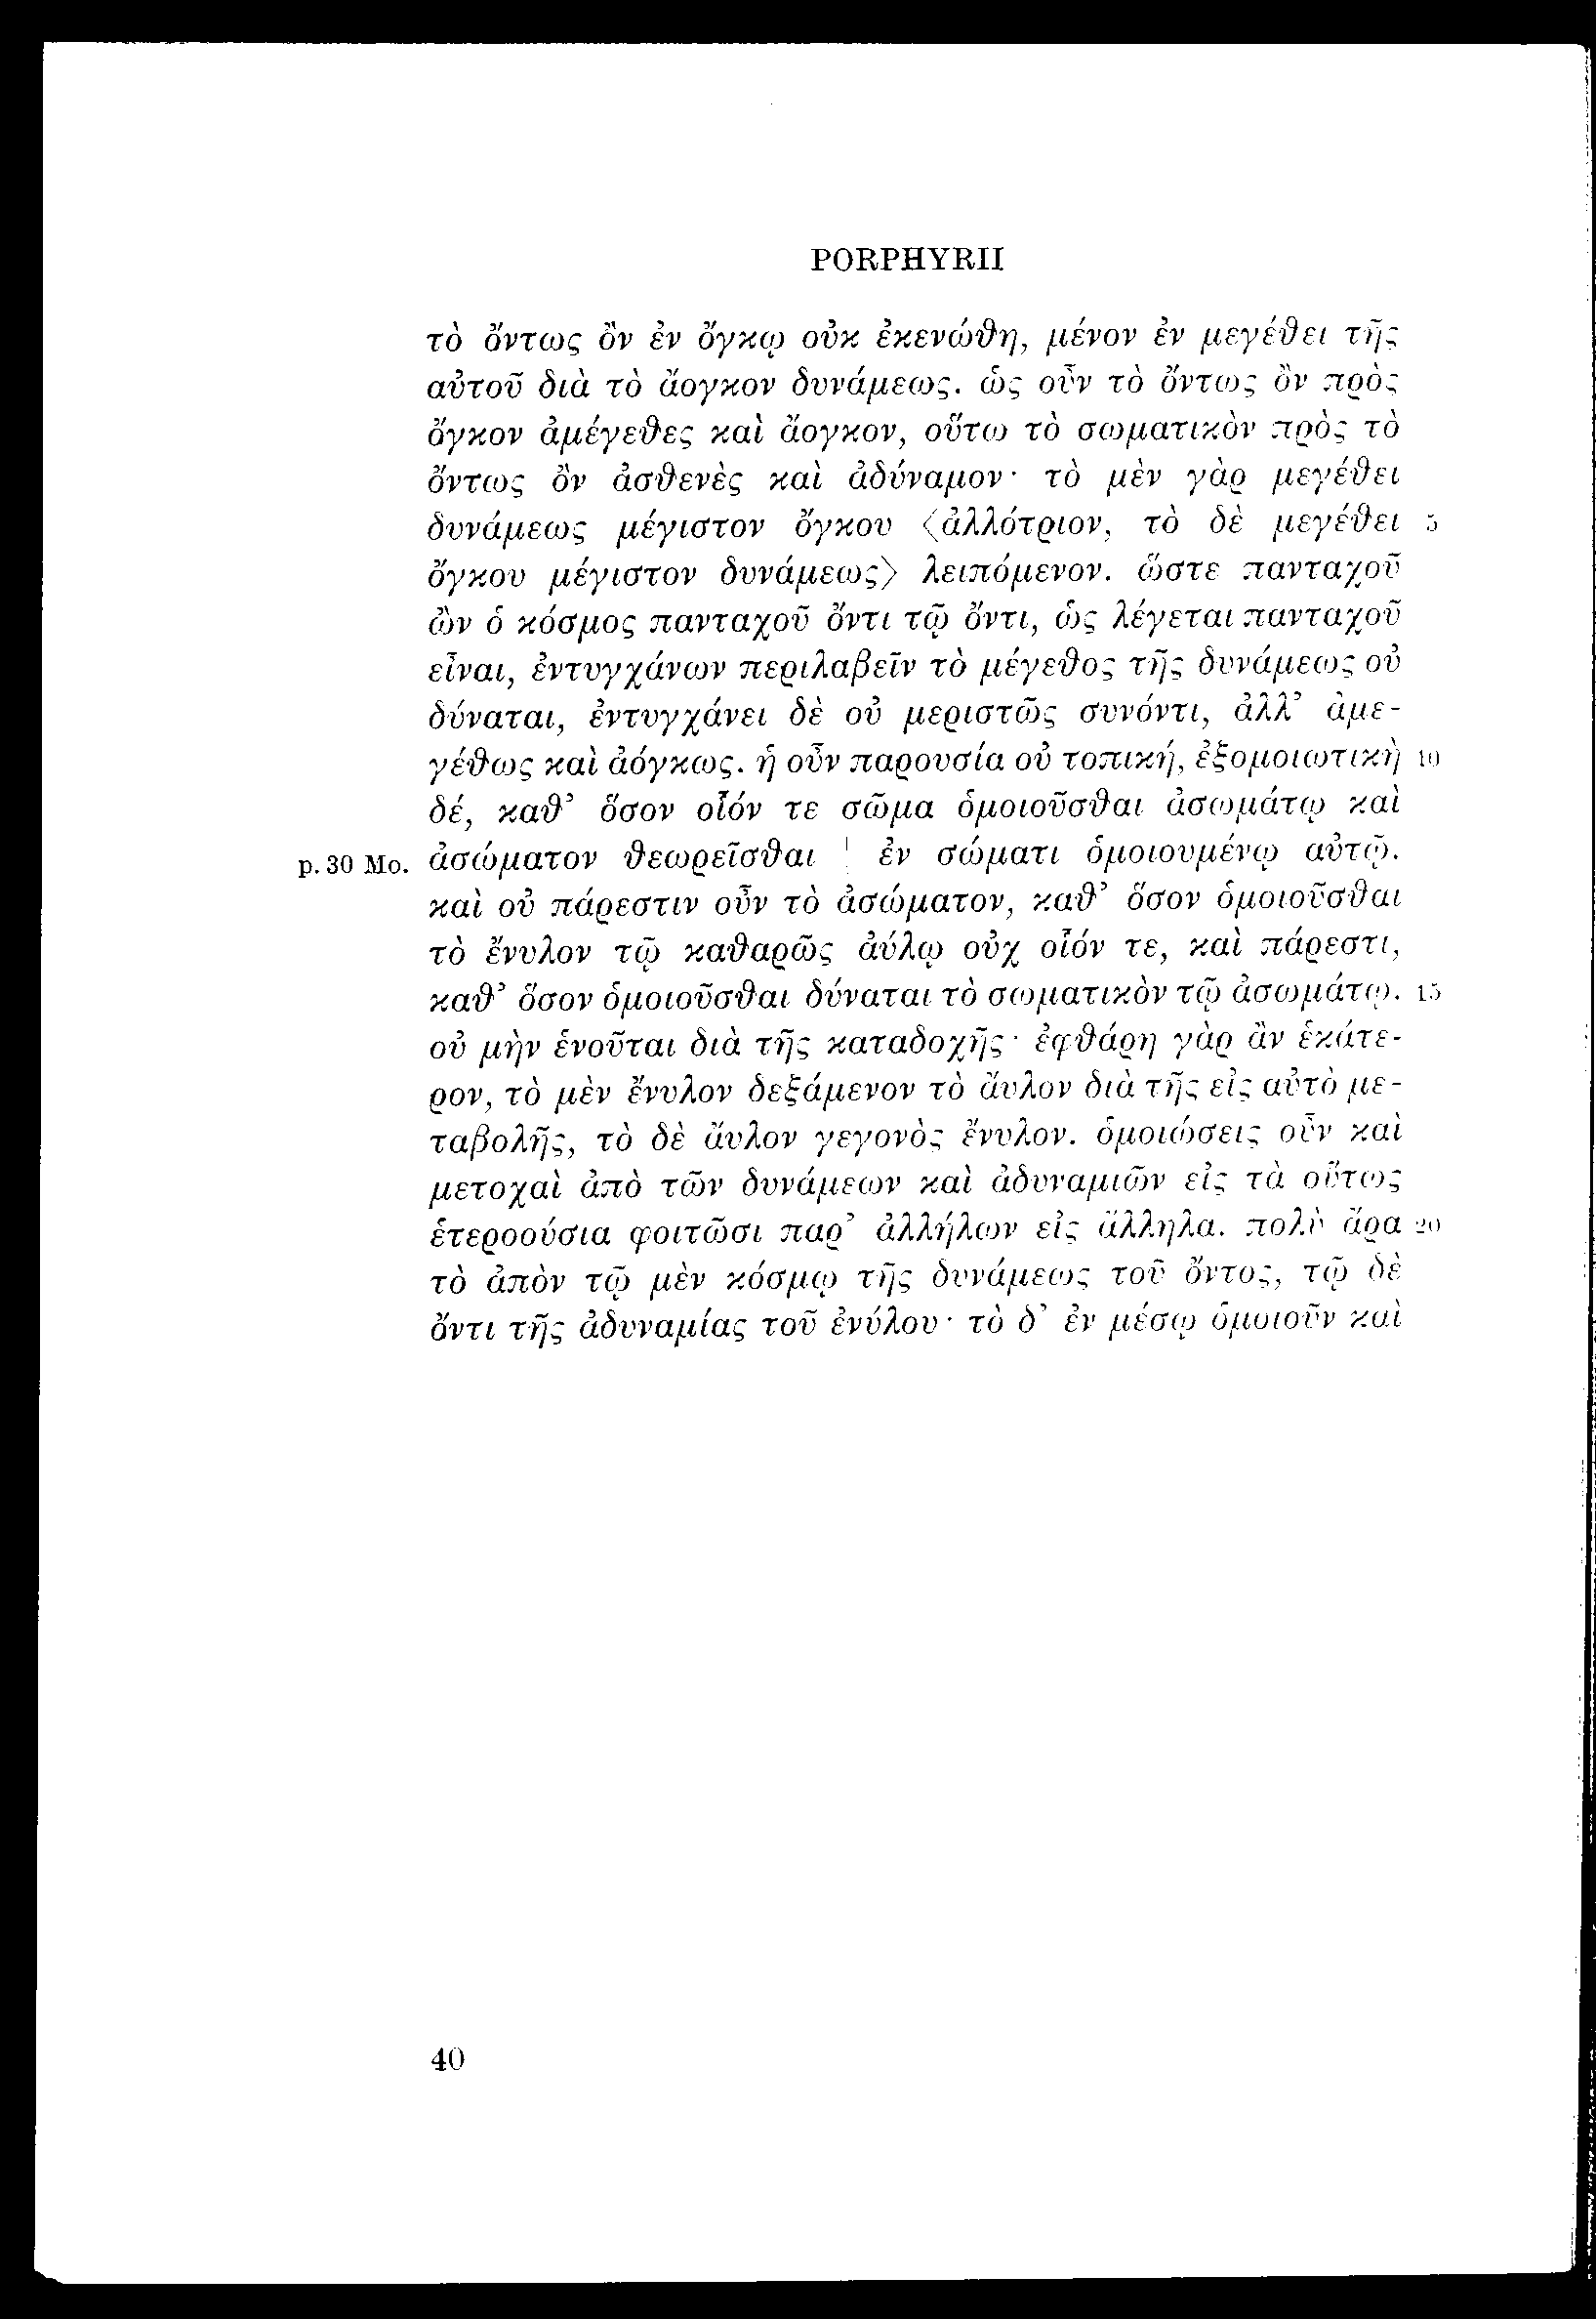 PORPHYRII
τὸ ὄντως ὂν ἐν ὄγκῳ οὐκ ἐκενώθη, μένον ἐν μεγέθει τῆς
αὐτοῦ διὰ τὸ ἄογκον δυνάμεως. ὡς οὖν τὸ ὄντως ὂν πρὸς
ὄγκον ἀμέγεθες καὶ ἄογκον, οὕτω τὸ σωματικὸν πρὸς τὸ
ὄντως ὂν ἀσθενὲς καὶ ἀδύναμον· τὸ μὲν γὰρ μεγέθει
δυνάμεως μέγιστον ὄγκου 〈ἀλλότριον, τὸ δὲ μεγέθει 5
ὄγκου μέγιστον δυνάμεως〉 λειπόμενον. ὥστε πανταχοῦ
ὢν ὁ κόσμος πανταχοῦ ὄντι τῷ ὄντι, ὡς λέγεται πανταχοῦ
εἶναι, ἐντυγχάνων περιλαβεῖν τὸ μέγεθος τῆς δυνάμεως οὐ
δύναται, ἐντυγχάνει δὲ οὐ μεριστῶς συνόντι, ἀλλ’ ἀμε-
γέθως καὶ ἀόγκως. ἡ οὖν παρουσία οὐ τοπική, ἐξομοιωτικὴ 10
δέ, καθ’ ὅσον οἷόν τε σῶμα ὁμοιοῦσθαι ἀσωμάτῳ καὶ
p. 30 Mo. ἀσώματον θεωρεῖσθαι | ἐν σώματι ὁμοιουμένῳ αὐτῷ.
καὶ οὐ πάρεστιν οὖν τὸ ἀσώματον, καθ’ ὅσον ὁμοιοῦσθαι
τὸ ἔνυλον τῷ καθαρῶς ἀύλῳ οὐχ οἷόν τε, καὶ πάρεστι,
καθ’ ὅσον ὁμοιοῦσθαι δύναται τὸ σωματικὸν τῷ ἀσωμάτῳ. 15
οὐ μὴν ἑνοῦται διὰ τῆς καταδοχῆς· ἐφθάρη γὰρ ἂν ἑκάτε-
ρον, τὸ μὲν ἔνυλον δεξάμενον τὸ ἄυλον διὰ τῆς εἰς αὐτὸ με-
ταβολῆς, τὸ δὲ ἄυλον γεγονὸς ἔνυλον. ὁμοιώσεις οὖν καὶ
μετοχαὶ ἀπὸ τῶν δυνάμεων καὶ ἀδυναμιῶν εἰς τὰ οὕτως
ἑτεροούσια φοιτῶσι παρ’ ἀλλήλων εἰς ἄλληλα. πολὺ ἄρα 20
τὸ ἀπὸν τῷ μὲν κόσμῳ τῆς δυνάμεως τοῦ ὄντος, τῷ δὲ
ὄντι τῆς ἀδυναμίας τοῦ ἐνύλου· τὸ δ’ ἐν μέσῳ ὁμοιοῦν καὶ
40